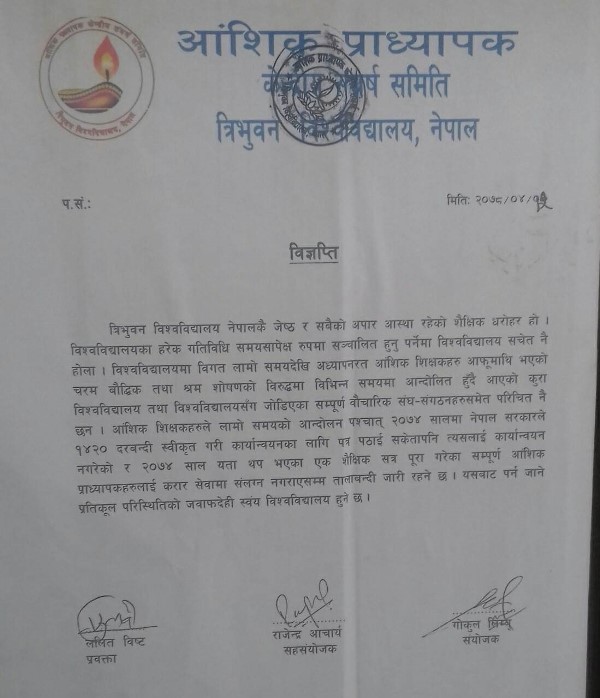 आंशिक प्राध्यापक
केन्द्रीय संघर्ष समिति
त्रिभुवन विश्वविद्यालय, नेपाल
प.सं.:
मितिः २०७८/०४/
विज्ञप्ति
त्रिभुवन विश्वविद्यालय नेपालकै जेष्ठ र सबैको अपार आस्था रहेको शैक्षिक धरोहर हो ।
विश्वविद्यालयका हरेक गतिविधि समयसापेक्ष रुपमा सञ्चालित हुनु पर्नेमा विश्वविद्यालय सचेत नै
होला । विश्वविद्यालयमा विगत लामो समयदेखि अध्यापनरत आंशिक शिक्षकहरु आफूमाथि भएको
चरम बौद्धिक तथा श्रम शोषणको विरुद्धमा विभिन्न समयमा आन्दोलित हुँदै आएको कुरा
विश्वविद्यालय तथा विश्वविद्यालयसँग जोडिएका सम्पूर्ण वौचारिक संघ-संगठनहरुसमेत परिचित नै
छन । आंशिक शिक्षकहरुले लामो समयको आन्दोलन पश्चात् २०७४ सालमा नेपाल सरकारले
१४२० दरबन्दी स्वीकृत गरी कार्यान्वयनका लागि पत्र पठाई सकेतापनि त्यसलाई कार्यान्वयन
नगरेको र २०७४ साल यता थप भएका एक शैक्षिक सत्र पूरा गरेका सम्पूर्ण आंशिक
प्राध्यापकहरुलाई करार सेवामा संलग्न नगराएसम्म तालाबन्दी जारी रहने छ । यसवाट पर्न जाने
प्रतिकूल परिस्थितिको जवाफदेही स्वंय विश्वविद्यालय हुने छ ।
ललित विष्ट
प्रवक्ता
राजेन्द्र आचार्य
सहसंयोजक
गोकुल लिम्बू
संयोजक